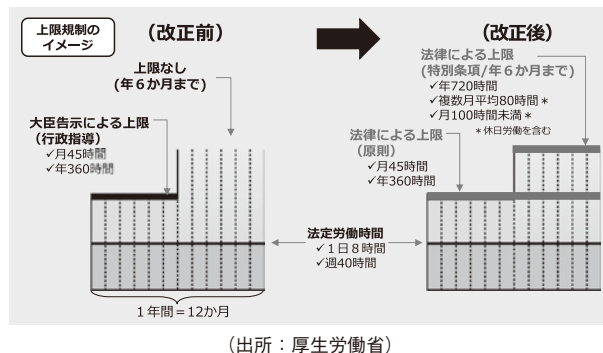 上限規制の
イメージ
（改正前）
（改正後）
上限なし
(年６か月まで)
大臣告示による上限
(行政指導)
✓月45時間
✓年360時間
法律による上限
(特別条項/年６か月まで)
✓年720時間
✓複数月平均80時間＊
✓月100時間未満＊
＊休日労働を含む
法律による上限
(原則)
✓月45時間
✓年360時間
法定労働時間
✓１日８時間
✓週40時間
１年間＝12か月
（出所：厚生労働省）